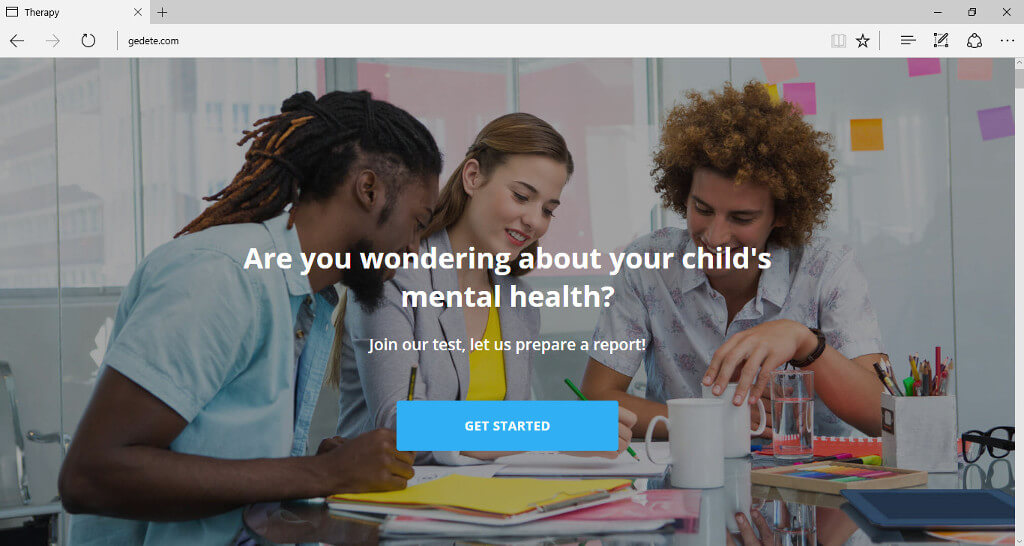 Therapy
gedete.com
Are you wondering about your child's
mental health?
Join our test, let us prepare a report!
GET STARTED